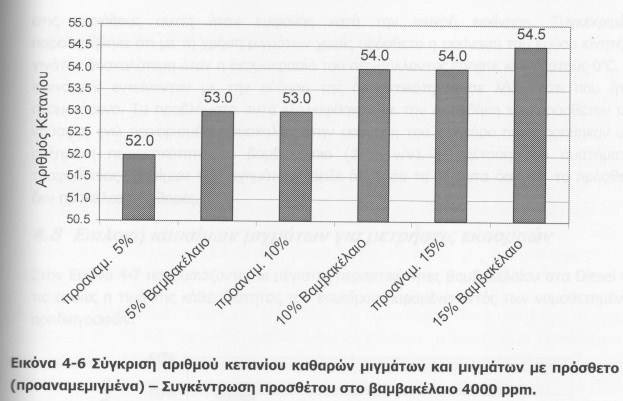 55.0
54.5
54.0
53.5
53.0
52.5
52.0
51.5
51.0
50.5
Αριθμός Κετανίου
52.0
53.0
53.0
54.0
54.0
54.5
προαναμ. 5%
5% Βαμβακέλαιο
προαναμ. 10%
10% Βαμβακέλαιο
προαναμ. 15%
15% Βαμβακέλαιο
Εικόνα 4-6 Σύγκριση αριθμού κετανίου καθαρών μιγμάτων και μιγμάτων με πρόσθετο
(προαναμεμιγμένα) – Συγκέντρωση προσθέτου στο βαμβακέλαιο 4000 ppm.